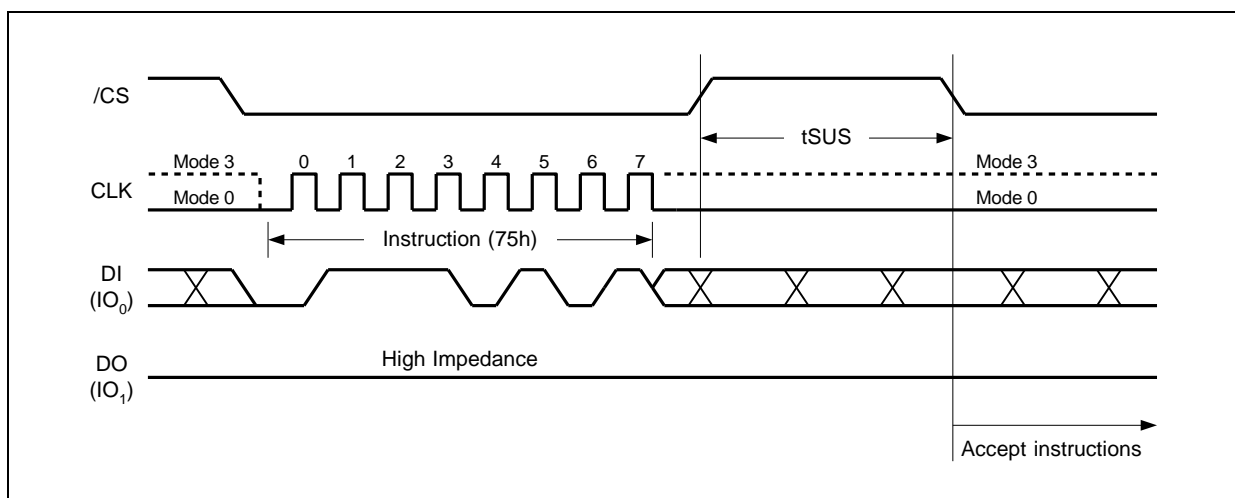 /CS
tSUS
Mode 3 0 1 2 3 4 5 6 7 Mode 3
CLK
Mode 0 Mode 0
Instruction (75h)
DI
(IO0)
High Impedance
DO
(IO1)
Accept instructions